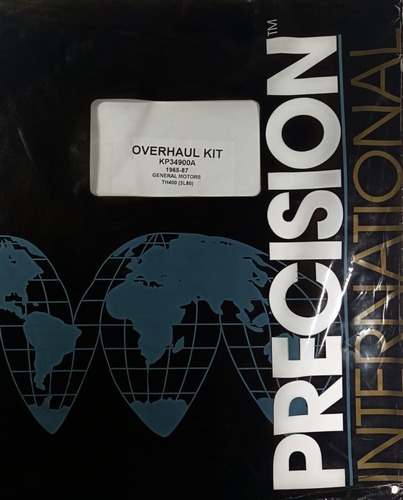 OVERHAUL KIT
KP34900A
1965-87
GENERAL MOTORS
TH400 (3L80)
PRECISION™
INTERNATIONAL